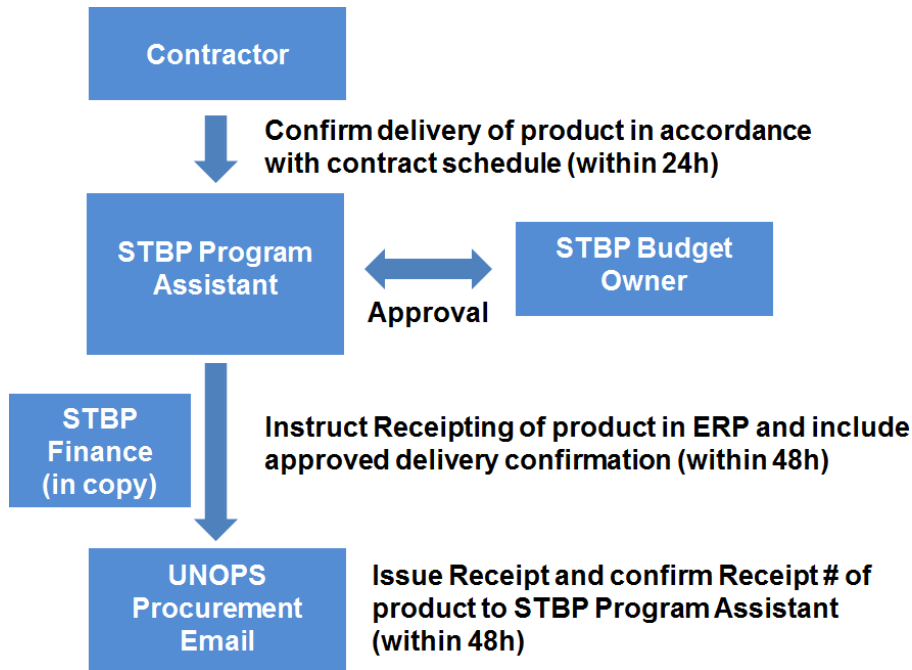 Contractor
Confirm delivery of product in accordance
with contract schedule (within 24h)
STBP Program
Assistant
Approval
STBP Budget
Owner
STBP
Finance
(in copy)
Instruct Receipting of product in ERP and include
approved delivery confirmation (within 48h)
UNOPS
Procurement
Email
Issue Receipt and confirm Receipt # of
product to STBP Program Assistant
(within 48h)